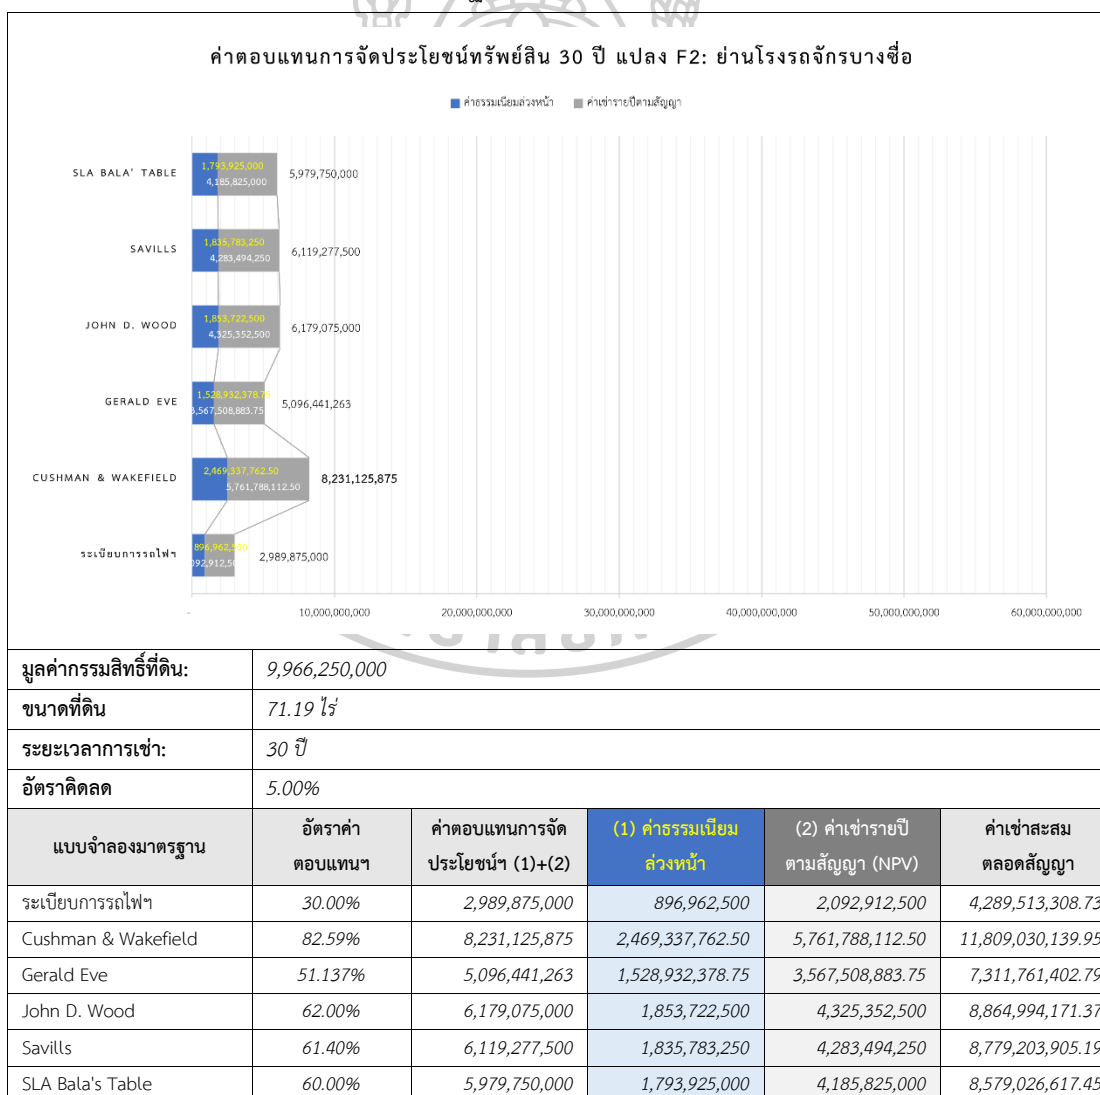 ค่าตอบแทนการจัดประโยชน์ทรัพย์สิน 30 ปี แปลง F2: ย่านโรงรถจักรบางซื่อ
ค่าธรรมเนียมล่วงหน้า ค่าเช่ารายปีตามสัญญา
SLA BALA' TABLE 1,793,925,000 4,185,825,000 5,979,750,000
SAVILLS 1,835,783,250 4,283,494,250 6,119,277,500
JOHN D. WOOD 1,853,722,500 4,325,352,500 6,179,075,000
GERALD EVE 1,528,932,378.75 3,567,508,883.75 5,096,441,263
CUSHMAN & WAKEFIELD 2,469,337,762.50 5,761,788,112.50 8,231,125,875
ระเบียบการรถไฟฯ 896,962,500 092,912,50 2,989,875,000
- 10,000,000,000 20,000,000,000 30,000,000,000 40,000,000,000 50,000,000,000 60,000,000,000
มูลค่ากรรมสิทธิ์ที่ดิน: 9,966,250,000
ขนาดที่ดิน 71.19 ไร่
ระยะเวลาการเช่า: 30 ปี
อัตราคิดลด 5.00%
แบบจำลองมาตรฐาน อัตราค่า ค่าตอบแทนการจัด (1) ค่าธรรมเนียม (2) ค่าเช่ารายปี ค่าเช่าสะสม
ตอบแทนฯ ประโยชน์ฯ (1)+(2) ล่วงหน้า ตามสัญญา (NPV) ตลอดสัญญา
ระเบียบการรถไฟฯ 30.00% 2,989,875,000 896,962,500 2,092,912,500 4,289,513,308.73
Cushman & Wakefield 82.59% 8,231,125,875 2,469,337,762.50 5,761,788,112.50 11,809,030,139.95
Gerald Eve 51.137% 5,096,441,263 1,528,932,378.75 3,567,508,883.75 7,311,761,402.79
John D. Wood 62.00% 6,179,075,000 1,853,722,500 4,325,352,500 8,864,994,171.37
Savills 61.40% 6,119,277,500 1,835,783,250 4,283,494,250 8,779,203,905.19
SLA Bala's Table 60.00% 5,979,750,000 1,793,925,000 4,185,825,000 8,579,026,617.45